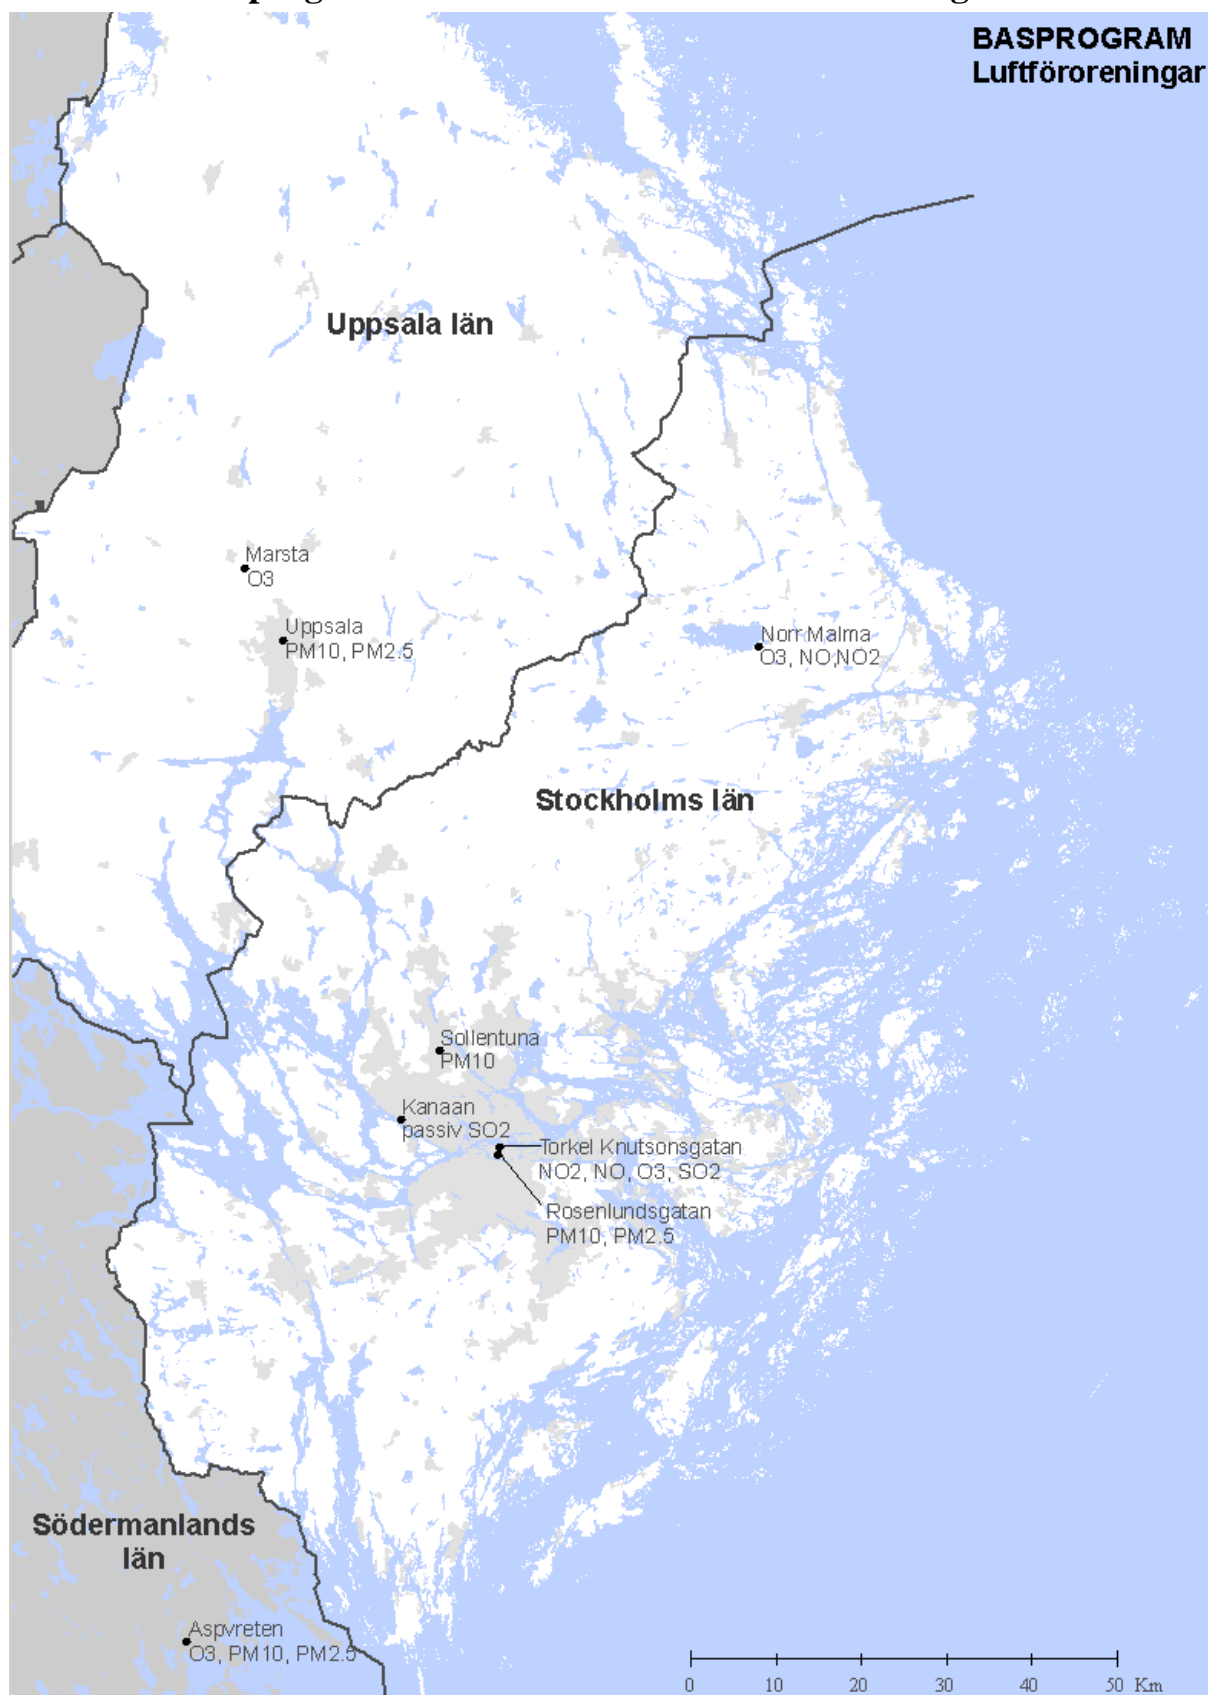 BASPROGRAM
Luftföroreningar
Uppsala län
Marsta
O3
Uppsala
PM10, PM2.5
Norr Malma
O3, NO,NO2
Stockholms län
Sollentuna
PM10
Kanaan
passiv SO2
Torkel Knutsonsgatan
NO2, NO, O3, SO2
Rosenlundsgatan
PM10, PM2.5
Södermanlands
län
Aspvreten
O3, PM10, PM2.5
0 10 20 30 40 50 Km